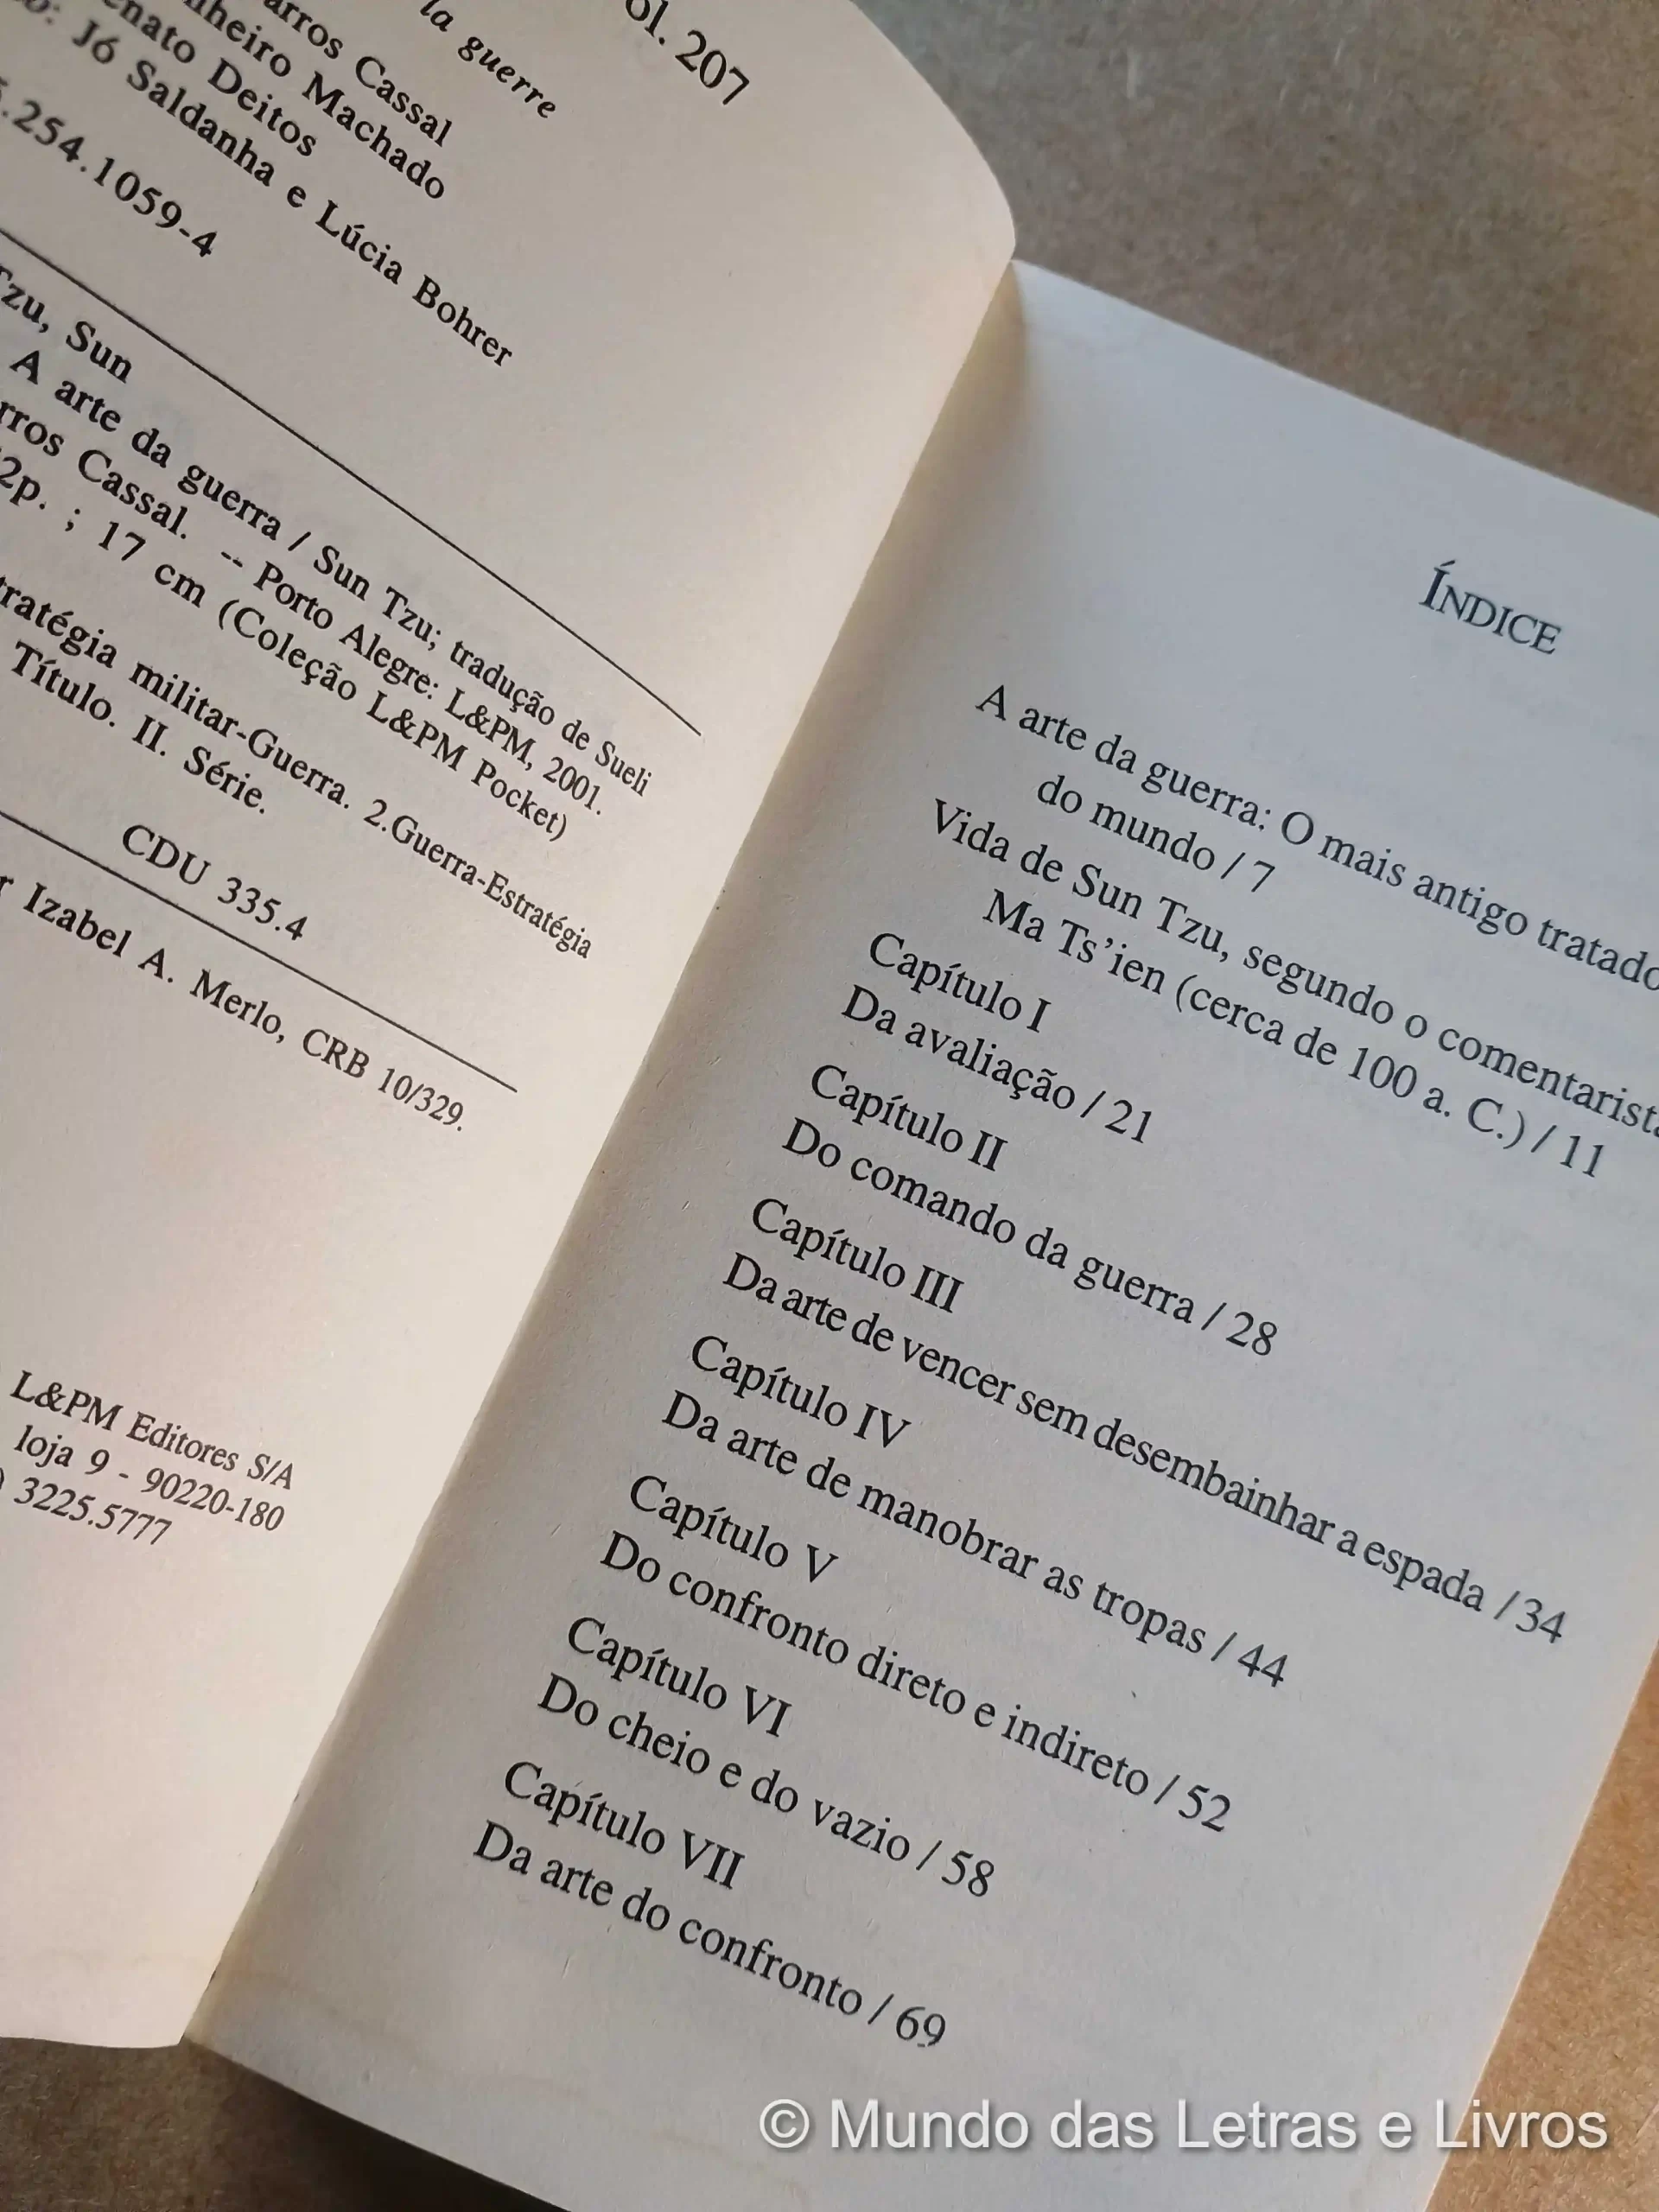 ol. 207
la guerre
arros Cassal
nheiro Machado
enato Deitos
o: Jó Saldanha e Lúcia Bohrer
.254.1059-4
Tzu, Sun
A arte da guerra / Sun Tzu; tradução de Sueli
rros Cassal. -- Porto Alegre: L&PM, 2001.
2p. ; 17 cm (Coleção L&PM Pocket)
tratégia militar-Guerra. 2.Guerra-Estratégia
Título. II. Série.
CDU 335.4
r Izabel A. Merlo, CRB 10/329.
L&PM Editores S/A
loja 9 - 90220-180
) 3225.5777
ÍNDICE
A arte da guerra: O mais antigo tratado
do mundo / 7
Vida de Sun Tzu, segundo o comentarista
Ma Ts’ien (cerca de 100 a. C.) / 11
Capítulo I
Da avaliação / 21
Capítulo II
Do comando da guerra / 28
Capítulo III
Da arte de vencer sem desembainhar a espada / 34
Capítulo IV
Da arte de manobrar as tropas / 44
Capítulo V
Do confronto direto e indireto / 52
Capítulo VI
Do cheio e do vazio / 58
Capítulo VII
Da arte do confronto / 69
© Mundo das Letras e Livros